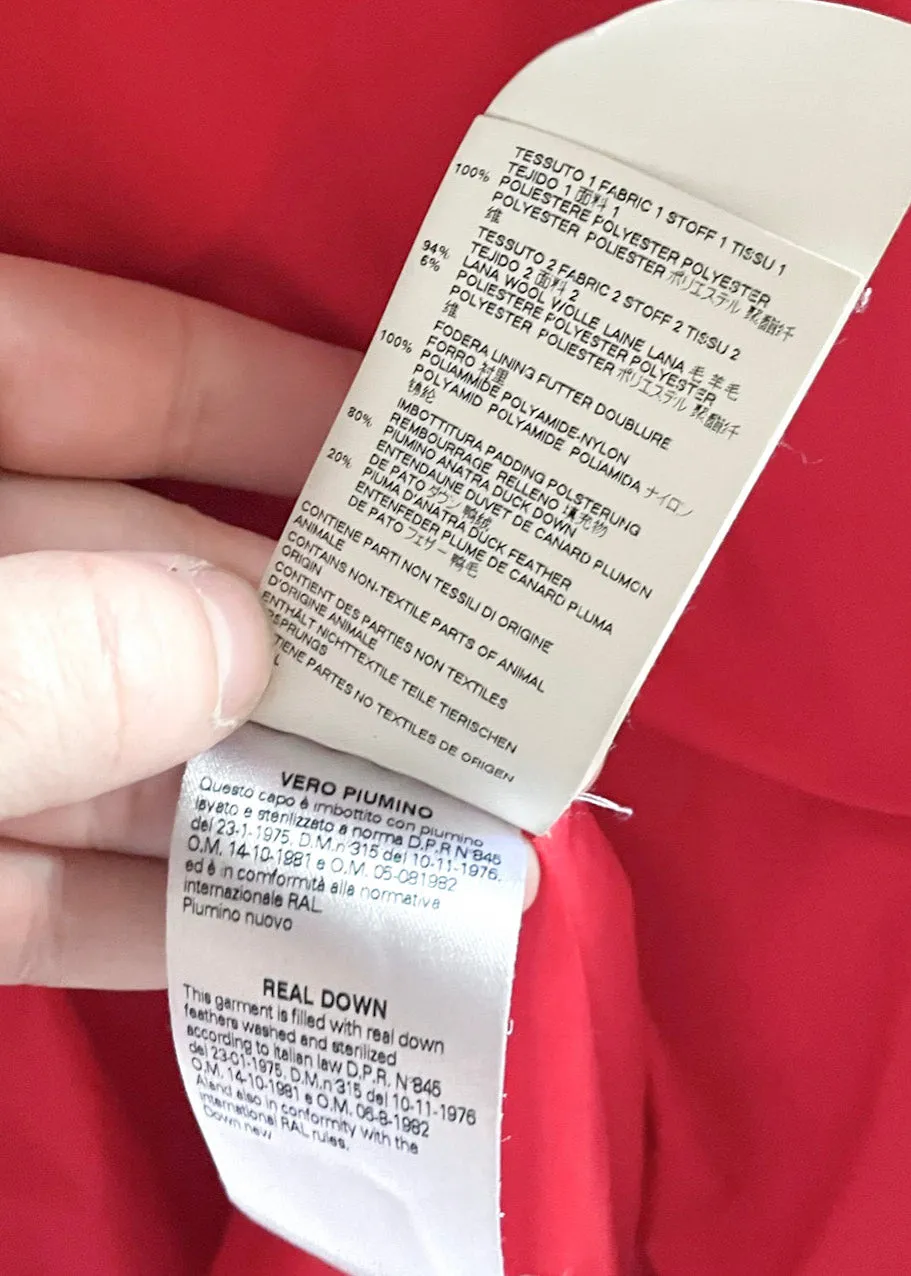 TESSUTO 1 FABRIC 1 STOFF 1 TISSU 1
TEJIDO 1 面料 1
100% POLIESTERE POLYESTER POLYESTER
POLYESTER POLIESTER ポリエステル 聚酯纤
维
TESSUTO 2 FABRIC 2 STOFF 2 TISSU 2
TEJIDO 2 面料 2
94% LANA WOOL WOLLE LAINE LANA 毛 羊毛
6% POLIESTERE POLYESTER POLYESTER
POLYESTER POLIESTER ポリエステル 聚酯纤
维
FODERA LINING FUTTER DOUBLURE
FORRO 衬里
100% POLIAMMIDE POLYAMIDE-NYLON
POLYAMID POLYAMIDE POLIAMIDA ナイロン
锦纶
IMBOTTITURA PADDING POLSTERUNG
REMBOURRAGE RELLENO 填充物
80% PIUMINO ANATRA DUCK DOWN
ENTENDAUNE DUVET DE CANARD PLUMON
DE PATO ダウン 鸭绒
20% PIUMA D'ANATRA DUCK FEATHER
ENTENFEDER PLUME DE CANARD PLUMA
DE PATO フェザー 鸭毛
CONTIENE PARTI NON TESSILI DI ORIGINE
ANIMALE
CONTAINS NON-TEXTILE PARTS OF ANIMAL
ORIGIN
CONTIENT DES PARTIES NON TEXTILES
D'ORIGINE ANIMALE
ENTHÄLT NICHTTEXTILE TEILE TIERISCHEN
RSPRUNGS
TIENE PARTES NO TEXTILES DE ORIGEN
L
VERO PIUMINO
Questo capo è imbottito con piumino
lavato e sterilizzato a norma D.P.R N 845
del 23-1-1975. D.M.n 315 del 10-11-1976.
O.M. 14-10-1981 e O.M. 05-081982
ed è in comformità alla normativa
internazionale RAL
Piumino nuovo
REAL DOWN
This garment is filled with real down
feathers washed and sterilized
according to italian law D.P.R. N°845
del 23-01-1975. D.M.n 315 del 10-11-1976
O.M. 14-10-1981 e O.M. 06-8-1982
A and also in conformity with the
international RAL rules.
Down new